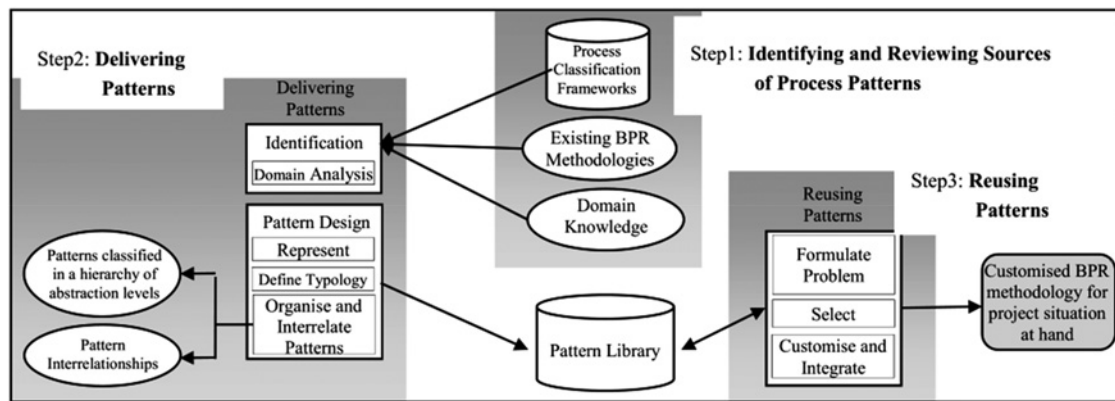 Step2: Delivering
Patterns
Delivering
Patterns
Identification
Domain Analysis
Pattern Design
Represent
Define Typology
Organise and
Interrelate
Patterns
Patterns classified
in a hierarchy of
abstraction levels
Pattern
Interrelationships
Process
Classification
Frameworks
Existing BPR
Methodologies
Domain
Knowledge
Pattern Library
Step1: Identifying and Reviewing Sources
of Process Patterns
Step3: Reusing
Patterns
Reusing
Patterns
Formulate
Problem
Select
Customise and
Integrate
Customised BPR
methodology for
project situation
at hand